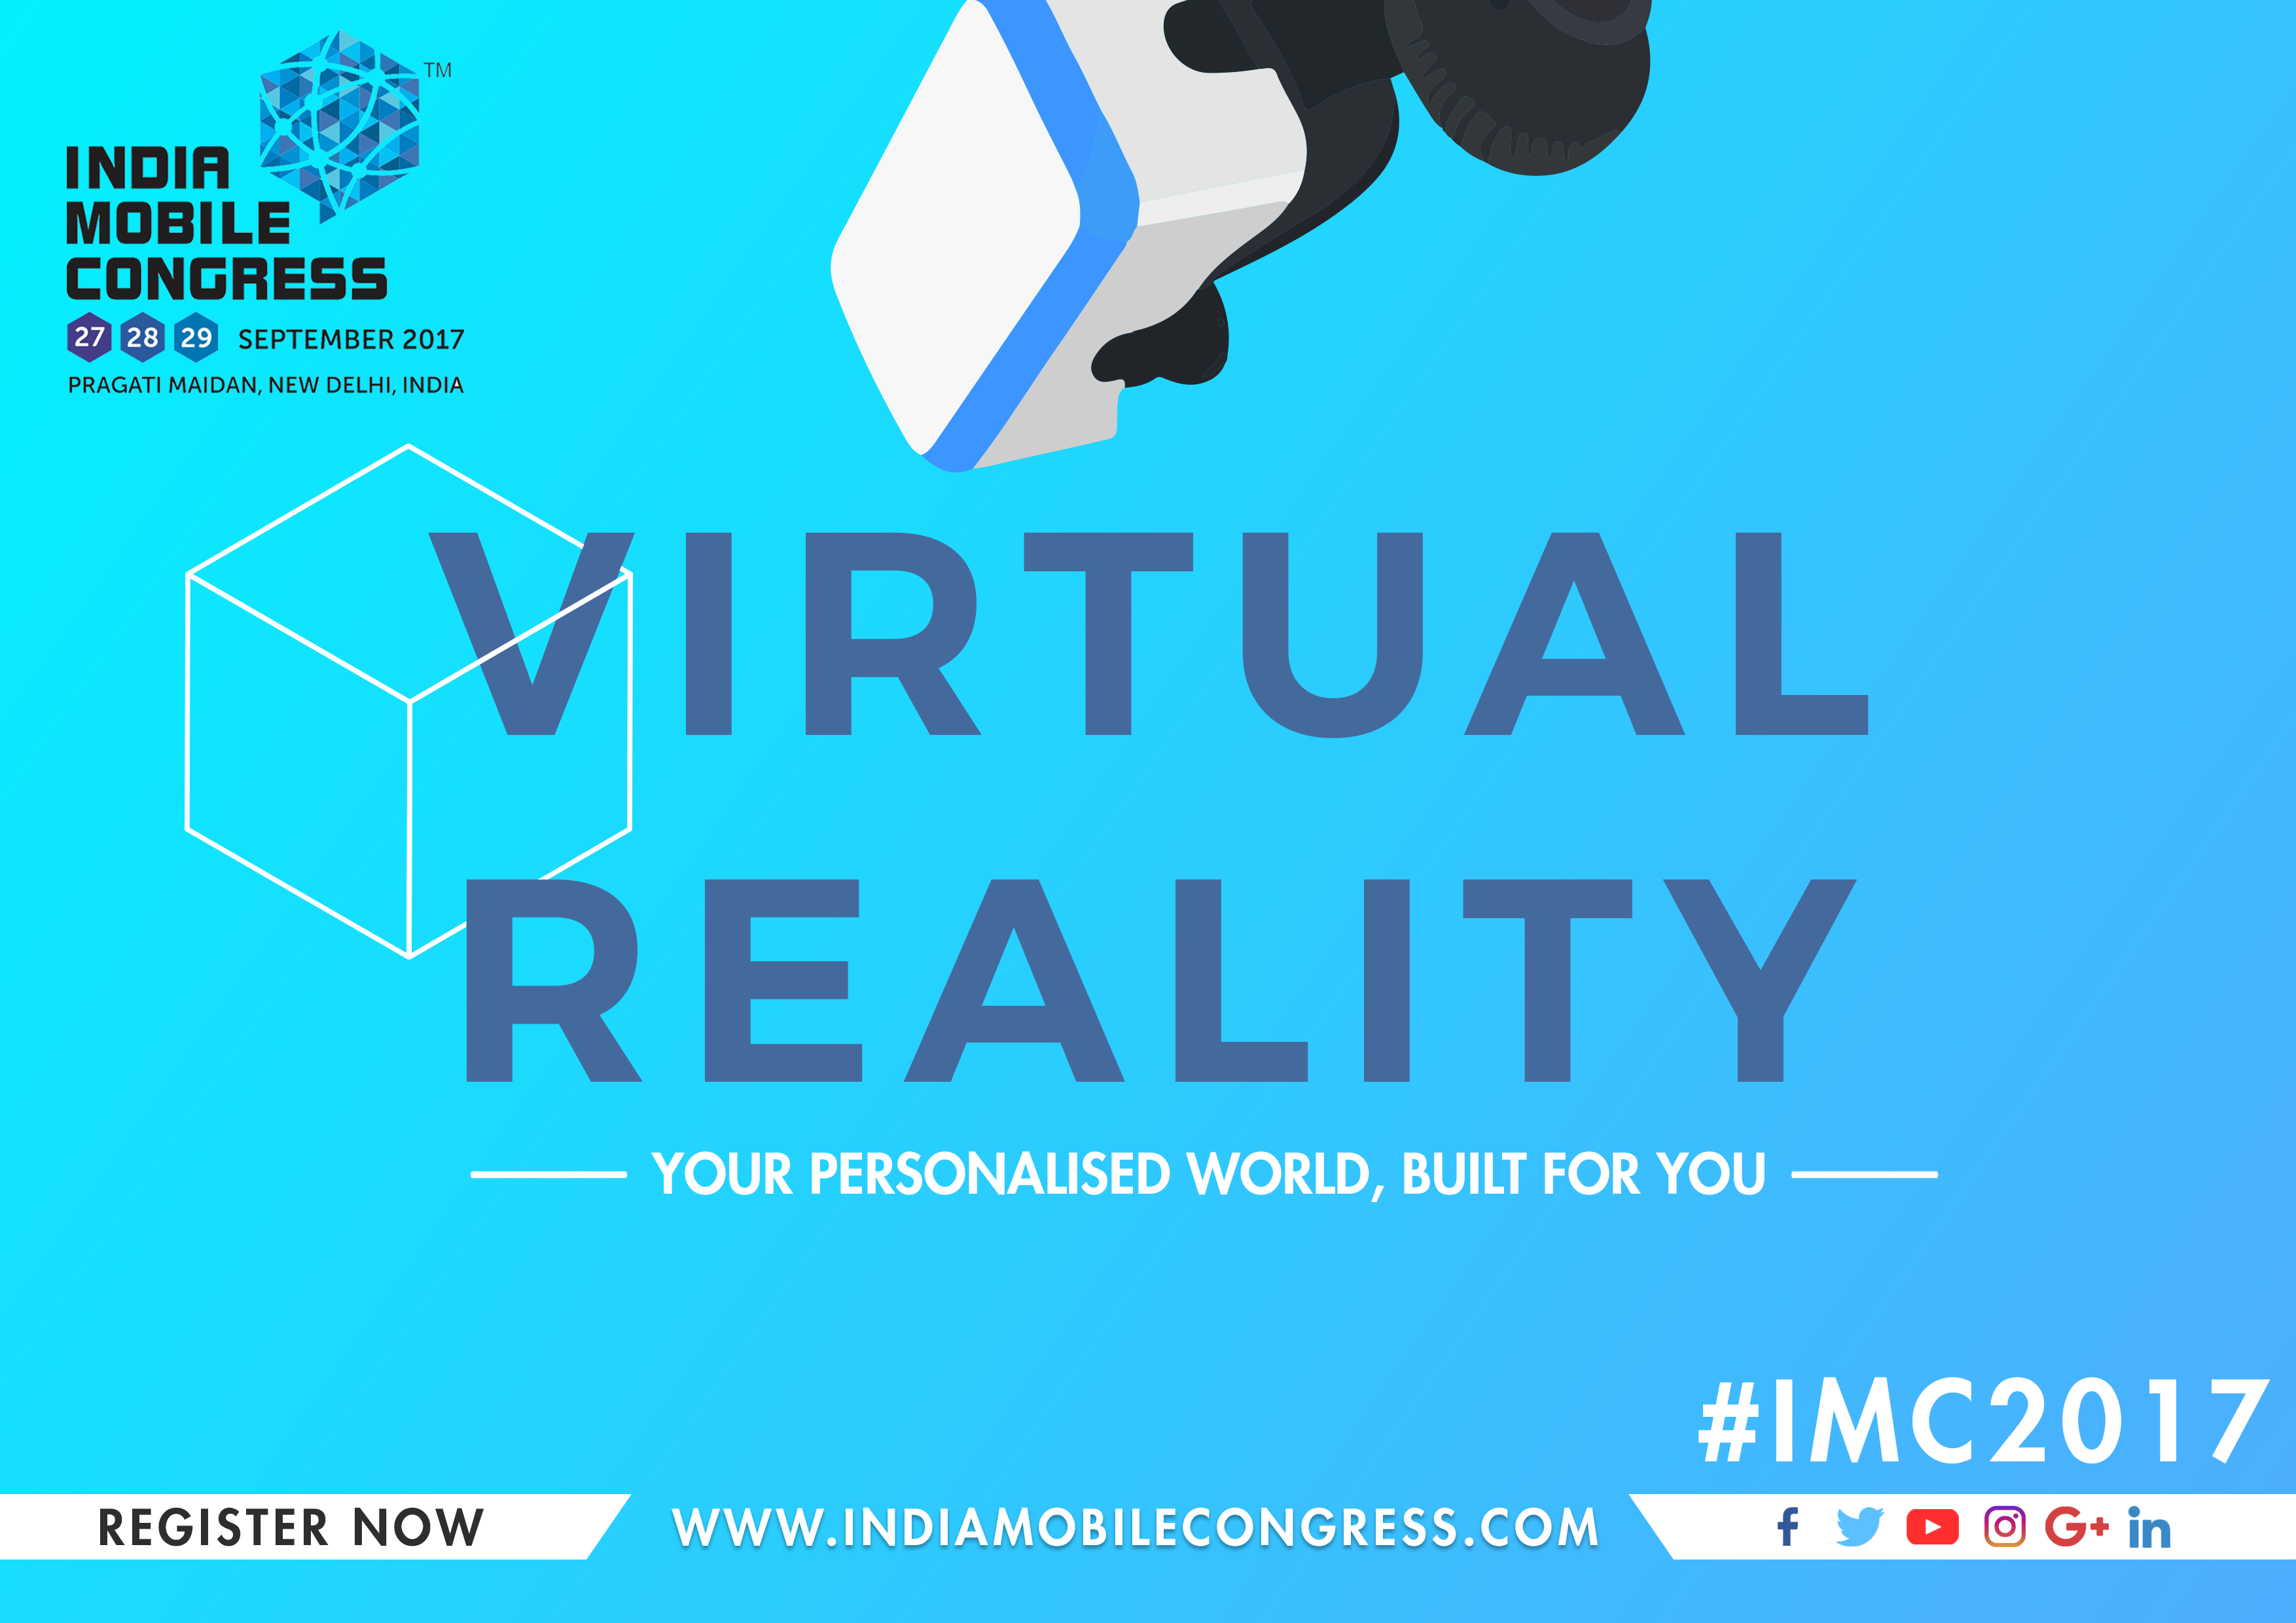 TM
INDIA
MOBILE
CONGRESS
27 28 29 SEPTEMBER 2017
PRAGATI MAIDAN, NEW DELHI, INDIA
VIRTUAL
REALITY
YOUR PERSONALISED WORLD, BUILT FOR YOU
#IMC2017
REGISTER NOW
WWW.INDIAMOBILECONGRESS.COM
f G+ in